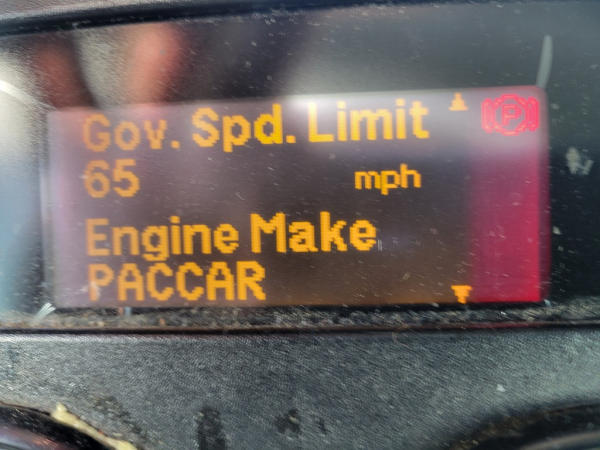 Gov. Spd. Limit
65 mph
Engine Make
PACCAR
P